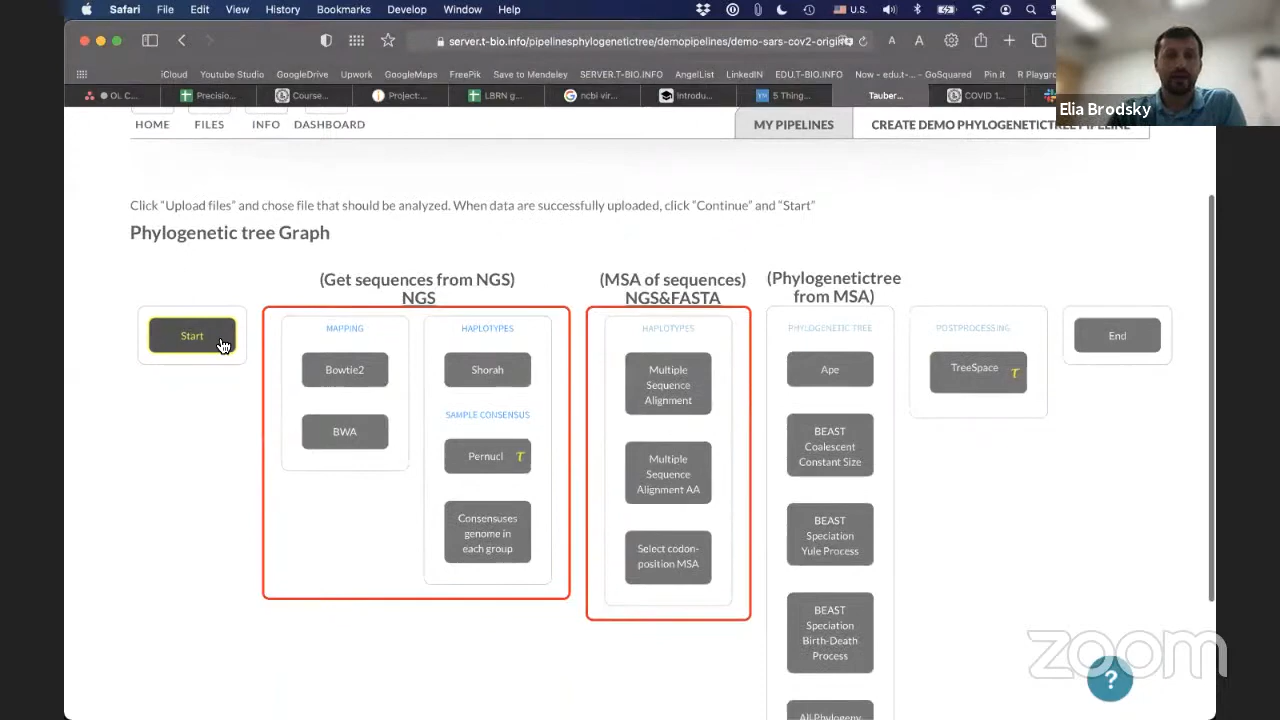 Safari File Edit View History Bookmarks Develop Window Help
U.S.
server.t-bio.info/pipelinesphylogenetictree/demopipelines/demo-sars-cov2-origin
iCloud Youtube Studio GoogleDrive Upwork GoogleMaps FreePik Save to Mendeley SERVER.T-BIO.INFO AngelList LinkedIN EDU.T-BIO.INFO Now - edu.t-... - GoSquared Pin it R Playgro
OL C... Precisio... Course... Project:... LBRN g... ncbi vir... Introdu... 5 Thing... Tauber... COVID 1...
Elia Brodsky
HOME FILES INFO DASHBOARD
MY PIPELINES CREATE DEMO PHYLOGENETICTREE PIPELINE
Click “Upload files” and chose file that should be analyzed. When data are successfully uploaded, click “Continue” and “Start”
Phylogenetic tree Graph
(Get sequences from NGS)
NGS
(MSA of sequences)
NGS&FASTA
(Phylogenetictree
from MSA)
Start
MAPPING
Bowtie2
BWA
HAPLOTYPES
Shorah
SAMPLE CONSENSUS
Pernucl τ
Consensuses
genome in
each group
HAPLOTYPES
Multiple
Sequence
Alignment
Multiple
Sequence
Alignment AA
Select codon-
position MSA
PHYLOGENITIC TREE
Ape
BEAST
Coalescent
Constant Size
BEAST
Speciation
Yule Process
BEAST
Speciation
Birth-Death
Process
All Phylogeny
POSTPROCESSING
TreeSpace τ
End
zoom
?